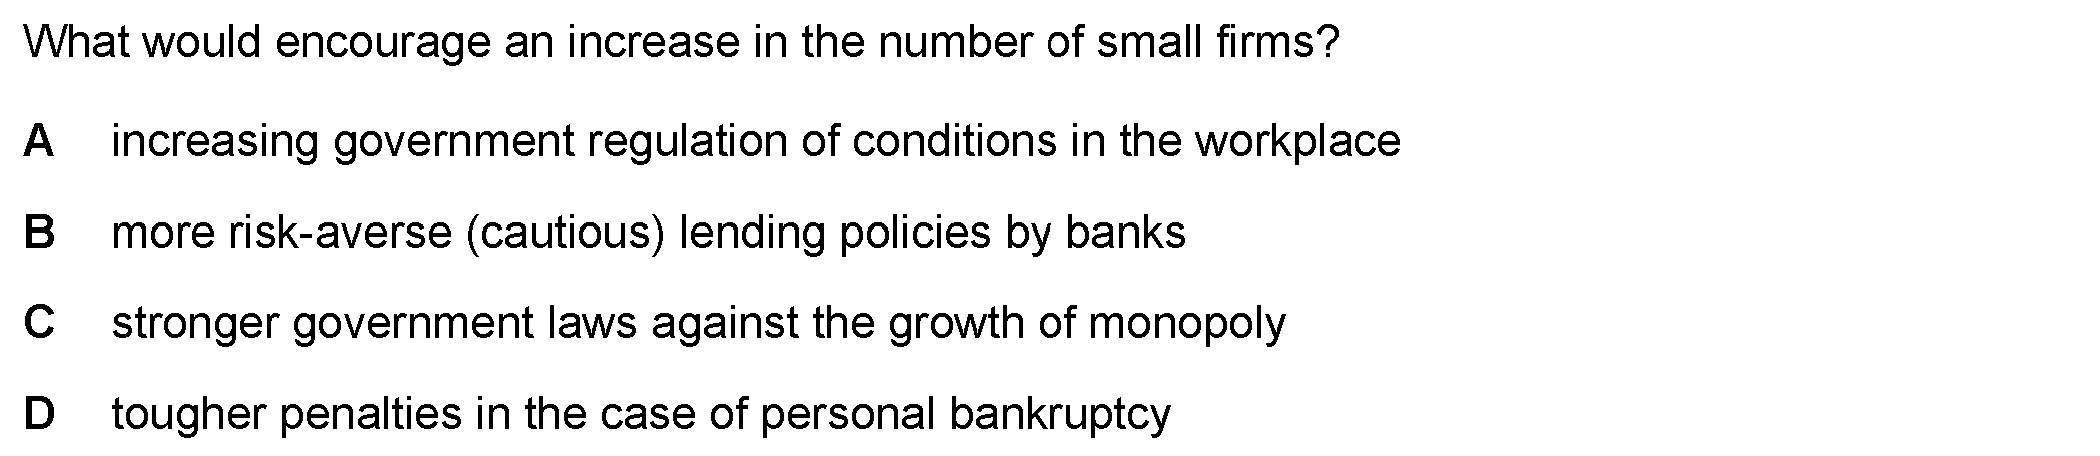 What would encourage an increase in the number of small firms?
A increasing government regulation of conditions in the workplace
B more risk-averse (cautious) lending policies by banks
C stronger government laws against the growth of monopoly
D tougher penalties in the case of personal bankruptcy